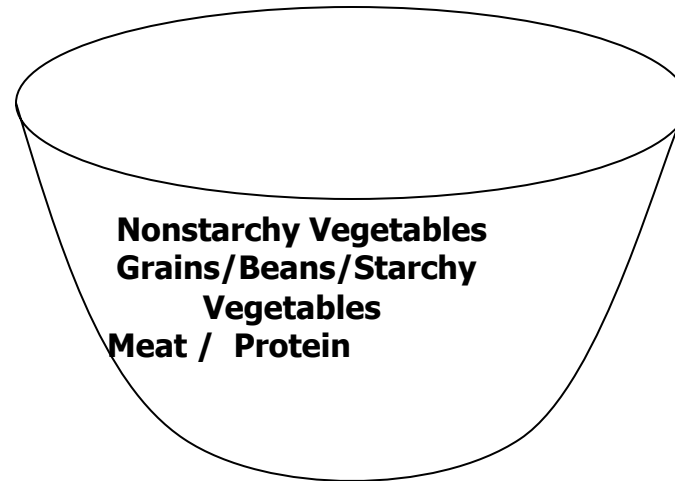 Nonstarchy Vegetables
Grains/Beans/Starchy
Vegetables
Meat / Protein